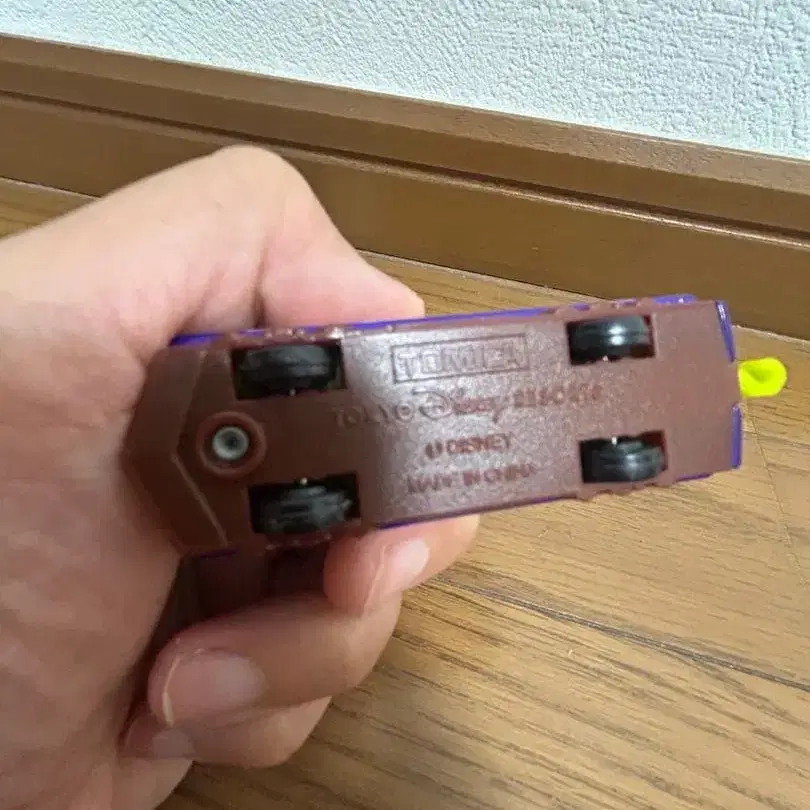 TOMICA
TOKYO Disney RESORT
© DISNEY
MADE IN CHINA